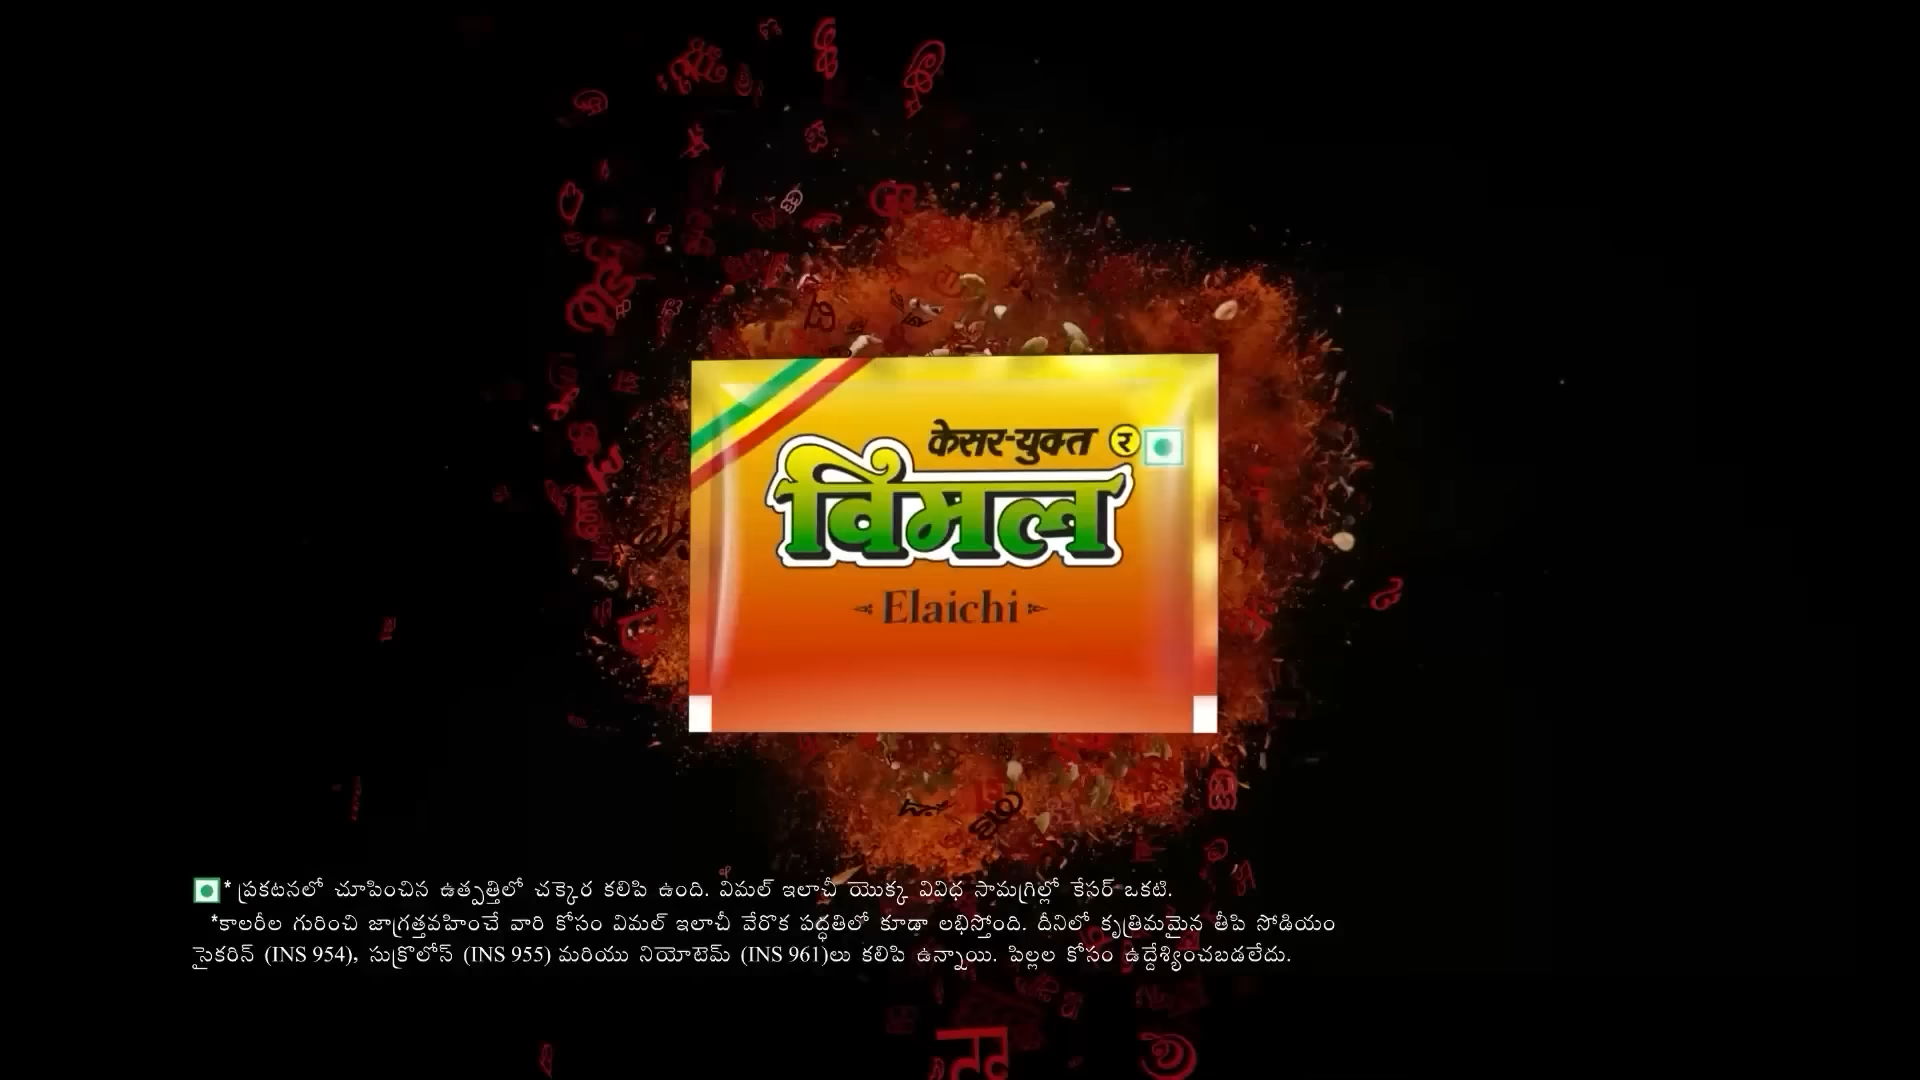 केसर-युक्त र
विमल
Elaichi
* ప్రకటనలో చూపించిన ఉత్పత్తిలో చక్కెర కలిపి ఉంది. విమల్ ఇలాచీ యొక్క వివిధ సామగ్రిల్లో కేసర్ ఒకటి.
*కాలరీల గురించి జాగ్రత్తవహించే వారి కోసం విమల్ ఇలాచీ వేరొక పద్ధతిలో కూడా లభిస్తోంది. దీనిలో కృత్రిమమైన తీపి సోడియం
సైకరిన్ (INS 954), సుక్రొలోస్ (INS 955) మరియు నియోటెమ్ (INS 961)లు కలిపి ఉన్నాయి. పిల్లల కోసం ఉద్దేశ్యించబడలేదు.